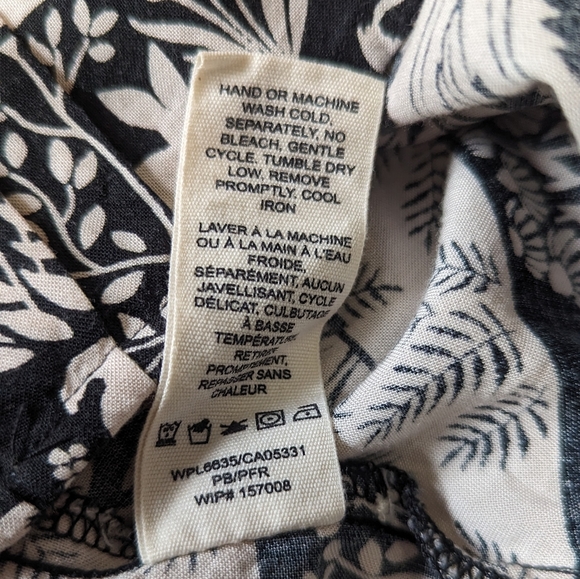 HAND OR MACHINE
WASH COLD,
SEPARATELY, NO
BLEACH, GENTLE
CYCLE, TUMBLE DRY
LOW, REMOVE
PROMPTLY, COOL
IRON
LAVER À LA MACHINE
OU À LA MAIN À L'EAU
FROIDE,
SÉPARÉMENT, AUCUN
JAVELLISANT, CYCLE
DÉLICAT, CULBUTAGE
À BASSE
TEMPÉRATURE,
RETIRER
PROMPTEMENT,
REPASSER SANS
CHALEUR
WPL6635/CA05331
PB/PFR
WIP# 157008